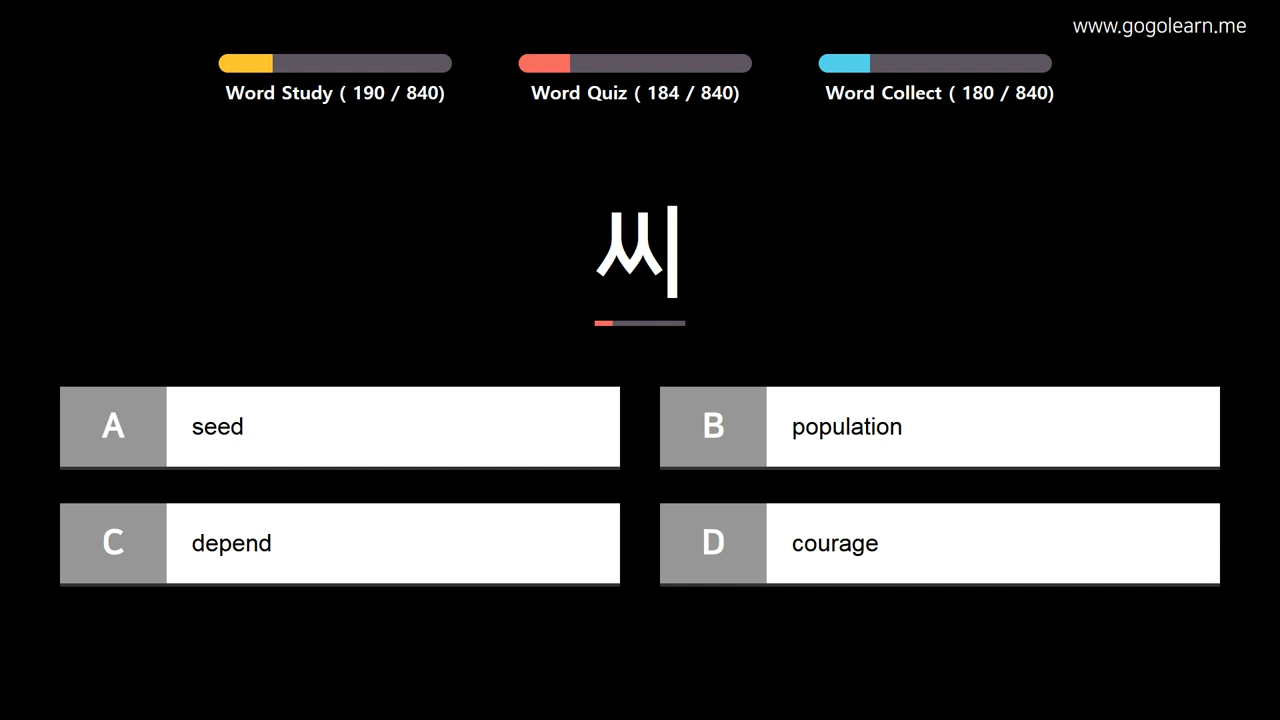 www.gogolearn.me
Word Study ( 190 / 840)
Word Quiz ( 184 / 840)
Word Collect ( 180 / 840)
씨
A seed
B population
C depend
D courage